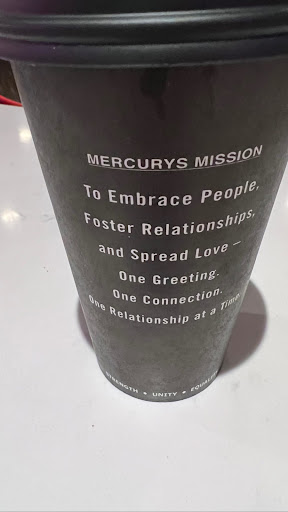 MERCURYS MISSION
To Embrace People,
Foster Relationships,
and Spread Love –
One Greeting.
One Connection.
One Relationship at a Time
STRENGTH • UNITY •